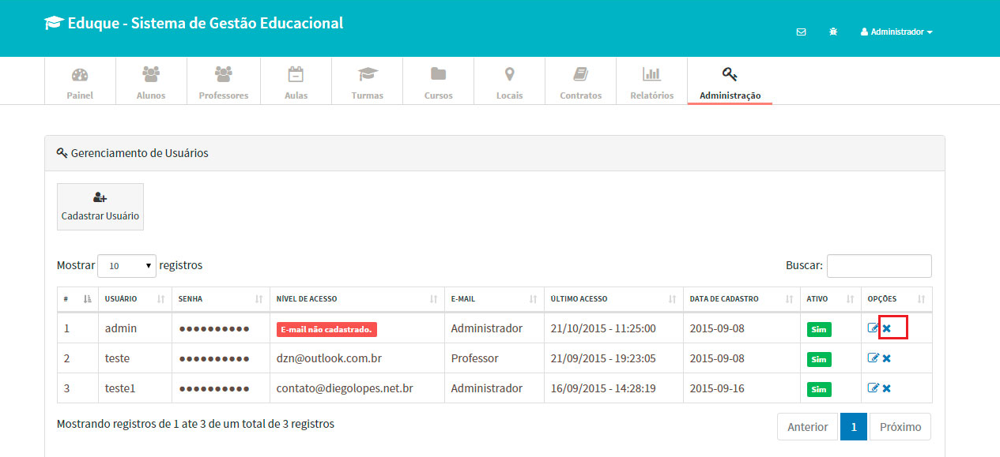 Eduque - Sistema de Gestão Educacional
Administrador
Painel Alunos Professores Aulas Turmas Cursos Locais Contratos Relatórios Administração
Gerenciamento de Usuários
Cadastrar Usuário
Mostrar 10 registros Buscar:
# USUÁRIO SENHA NÍVEL DE ACESSO E-MAIL ÚLTIMO ACESSO DATA DE CADASTRO ATIVO OPÇÕES
1 admin ●●●●●●●●●● E-mail não cadastrado. Administrador 21/10/2015 - 11:25:00 2015-09-08 Sim
2 teste ●●●●●●●●●● dzn@outlook.com.br Professor 21/09/2015 - 19:23:05 2015-09-08 Sim
3 teste1 ●●●●●●●●●● contato@diegolopes.net.br Administrador 16/09/2015 - 14:28:19 2015-09-16 Sim
Mostrando registros de 1 ate 3 de um total de 3 registros
Anterior 1 Próximo